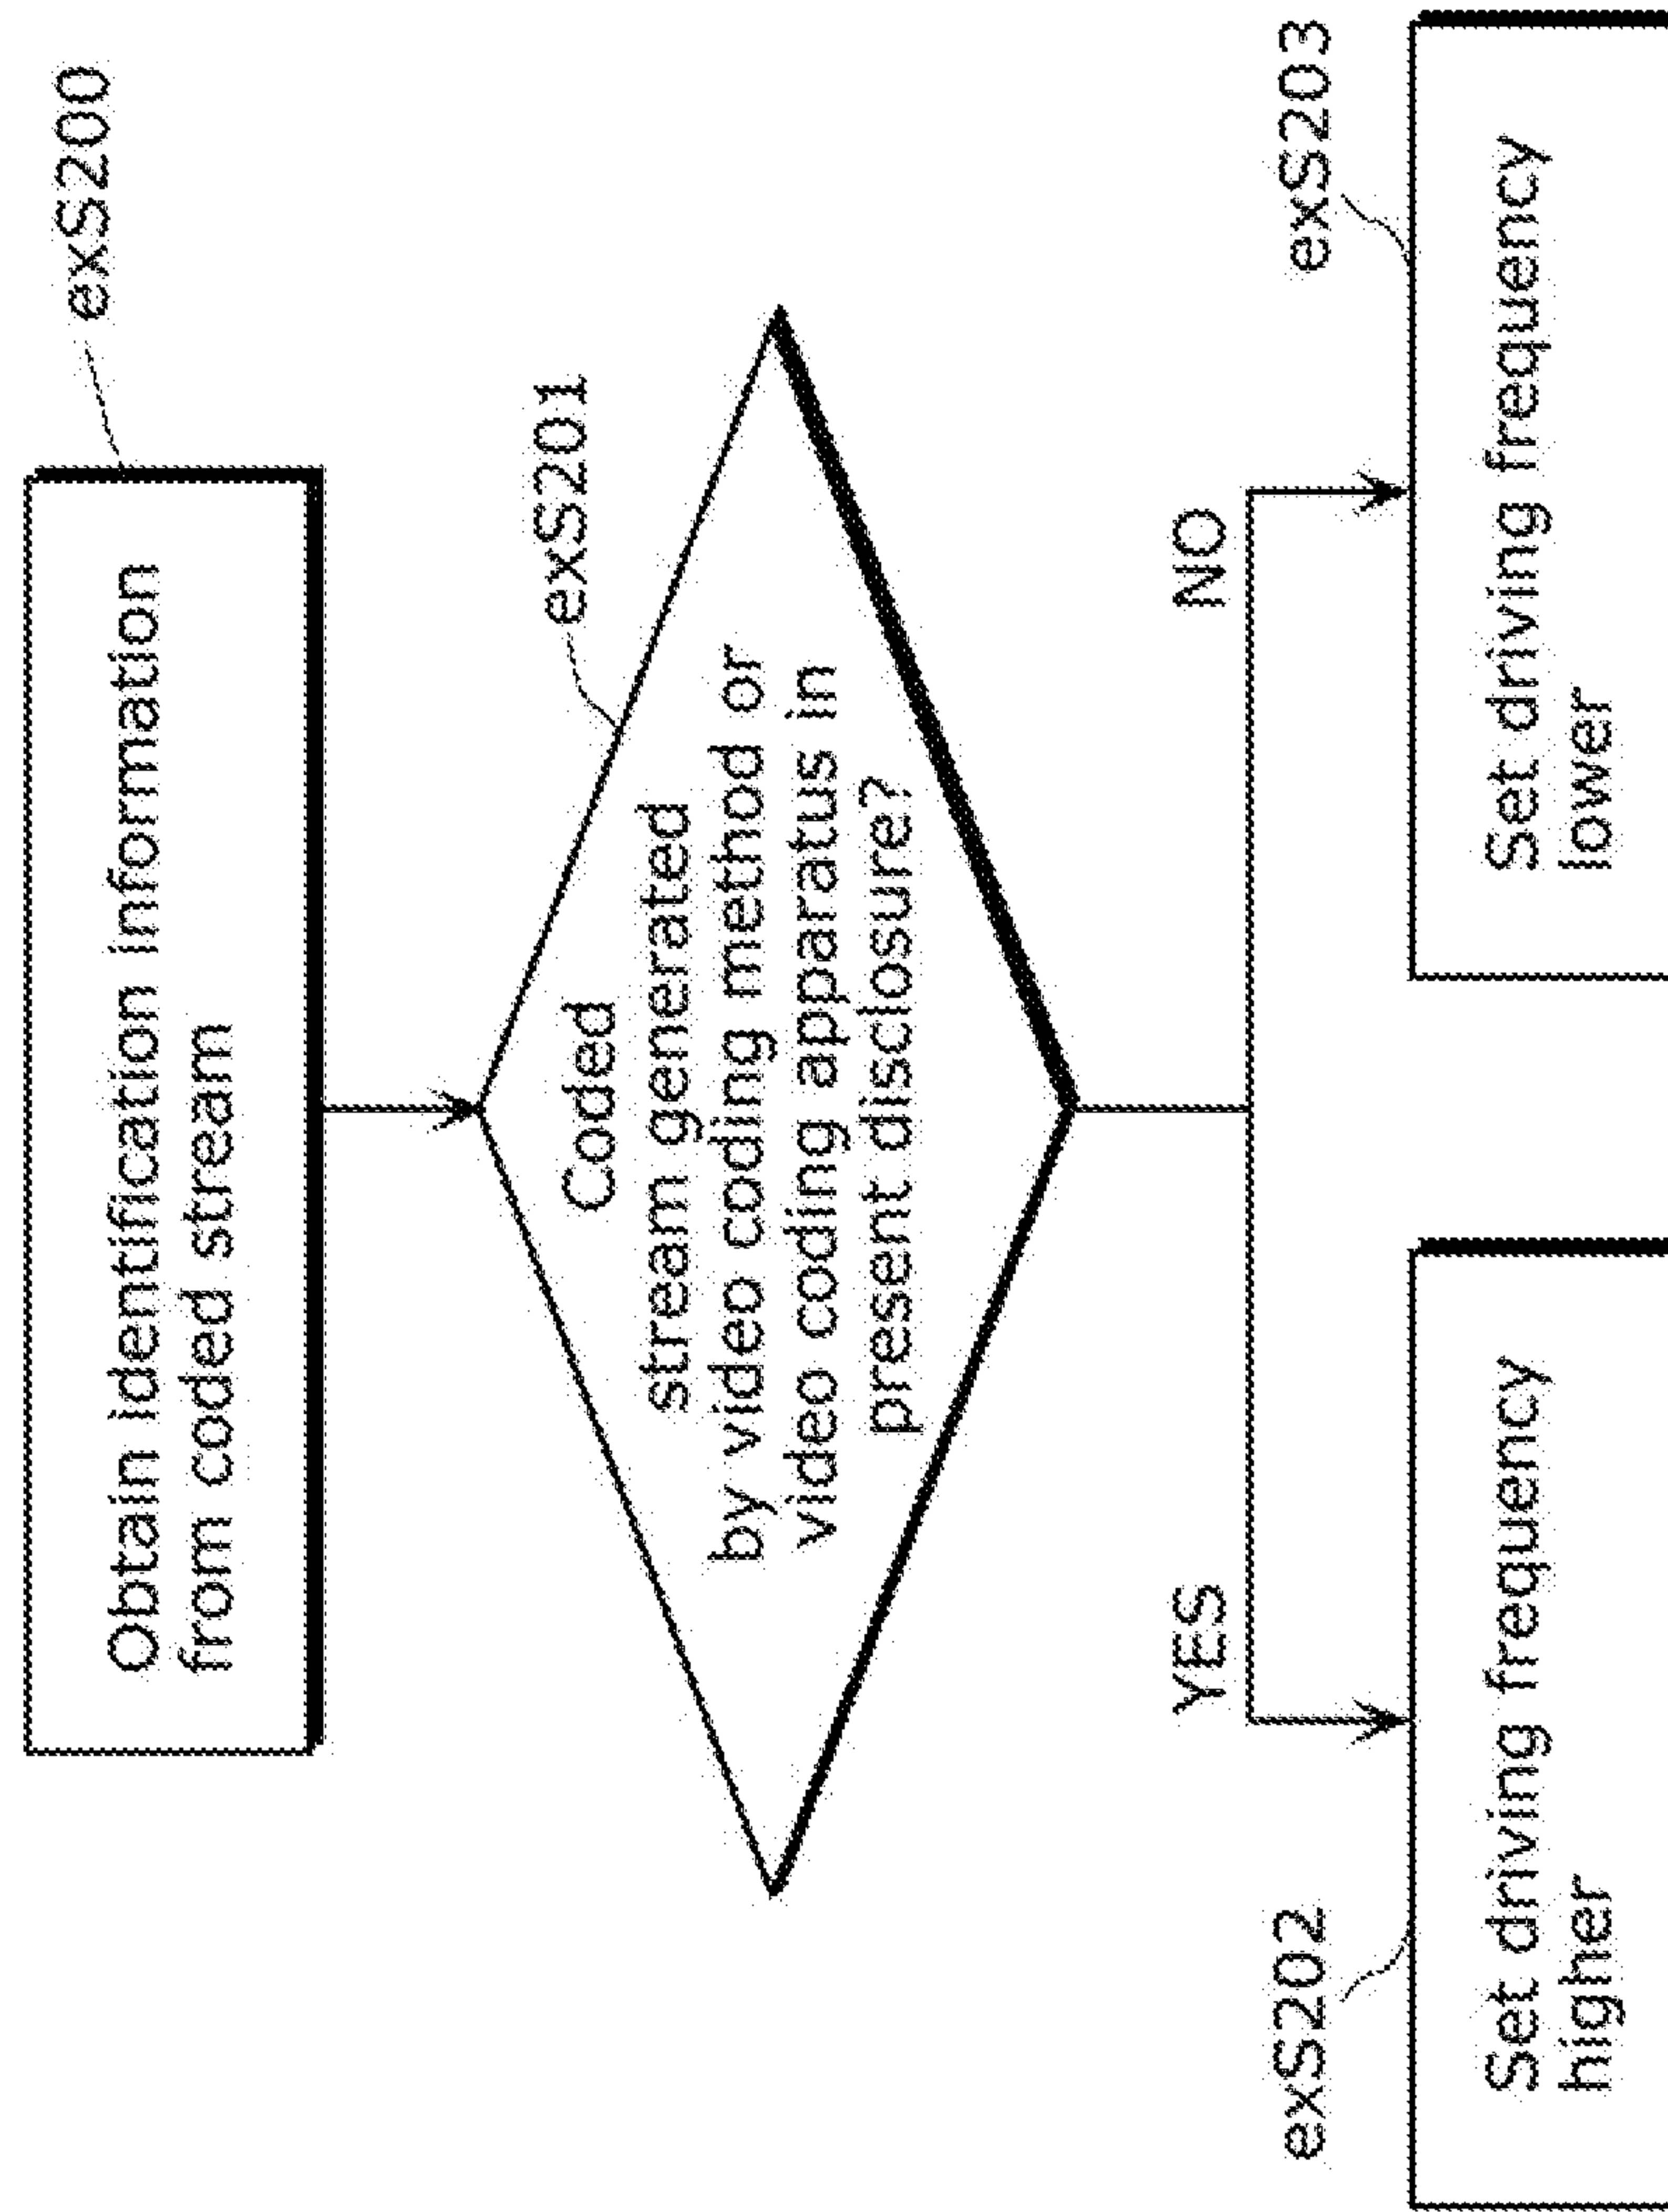 exS200
Obtain identification information
from coded stream
exS201
Coded
stream generated
by video coding method or
video coding apparatus in
present disclosure?
YES
NO
exS202
exS203
Set driving frequency
higher
Set driving frequency
lower